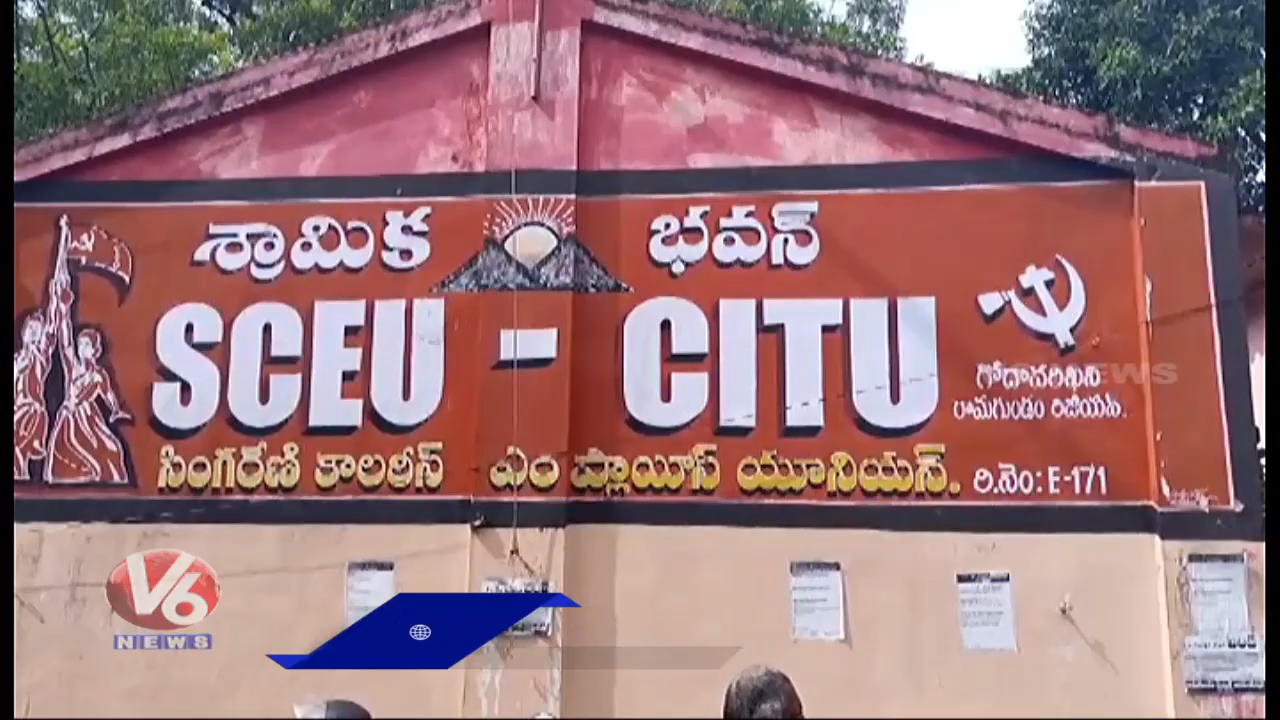 శ్రామిక భవన్
SCEU - CITU
గోదావరిఖని
రామగుండం రిజియన్.
సింగరేణి కాలరీస్ ఎంప్లాయీస్ యూనియన్. రి.నెం: E-171
V6
NEWS